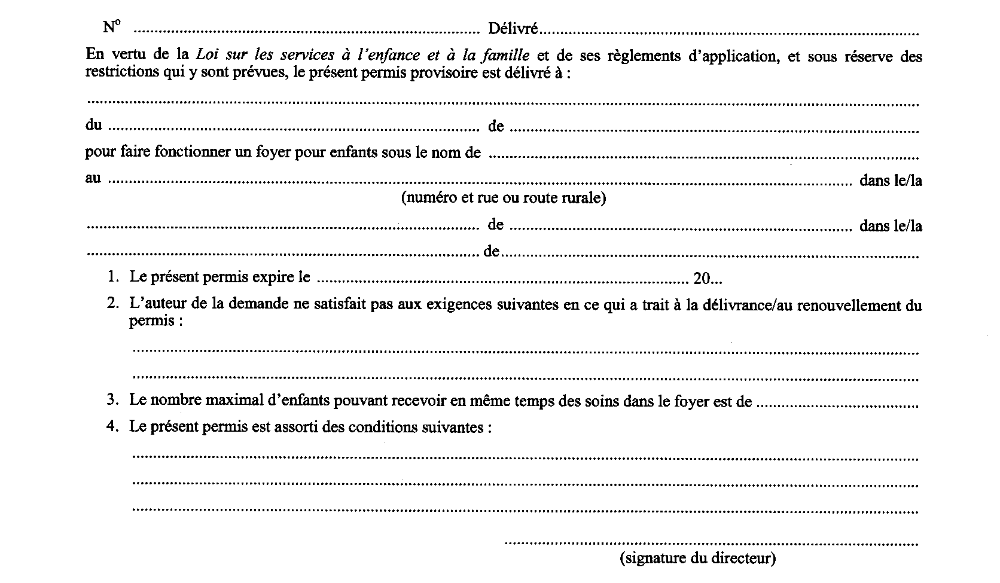 Nº ........................................ Délivré........................................
En vertu de la Loi sur les services à l’enfance et à la famille et de ses règlements d’application, et sous réserve des
restrictions qui y sont prévues, le présent permis provisoire est délivré à :
........................................
du ........................................ de ........................................
pour faire fonctionner un foyer pour enfants sous le nom de ........................................
au ........................................ dans le/la
(numéro et rue ou route rurale)
........................................ de ........................................ dans le/la
........................................ de........................................
1. Le présent permis expire le ........................................ 20...
2. L’auteur de la demande ne satisfait pas aux exigences suivantes en ce qui a trait à la délivrance/au renouvellement du
permis :
........................................
........................................
3. Le nombre maximal d’enfants pouvant recevoir en même temps des soins dans le foyer est de ........................................
4. Le présent permis est assorti des conditions suivantes :
........................................
........................................
........................................
........................................
(signature du directeur)